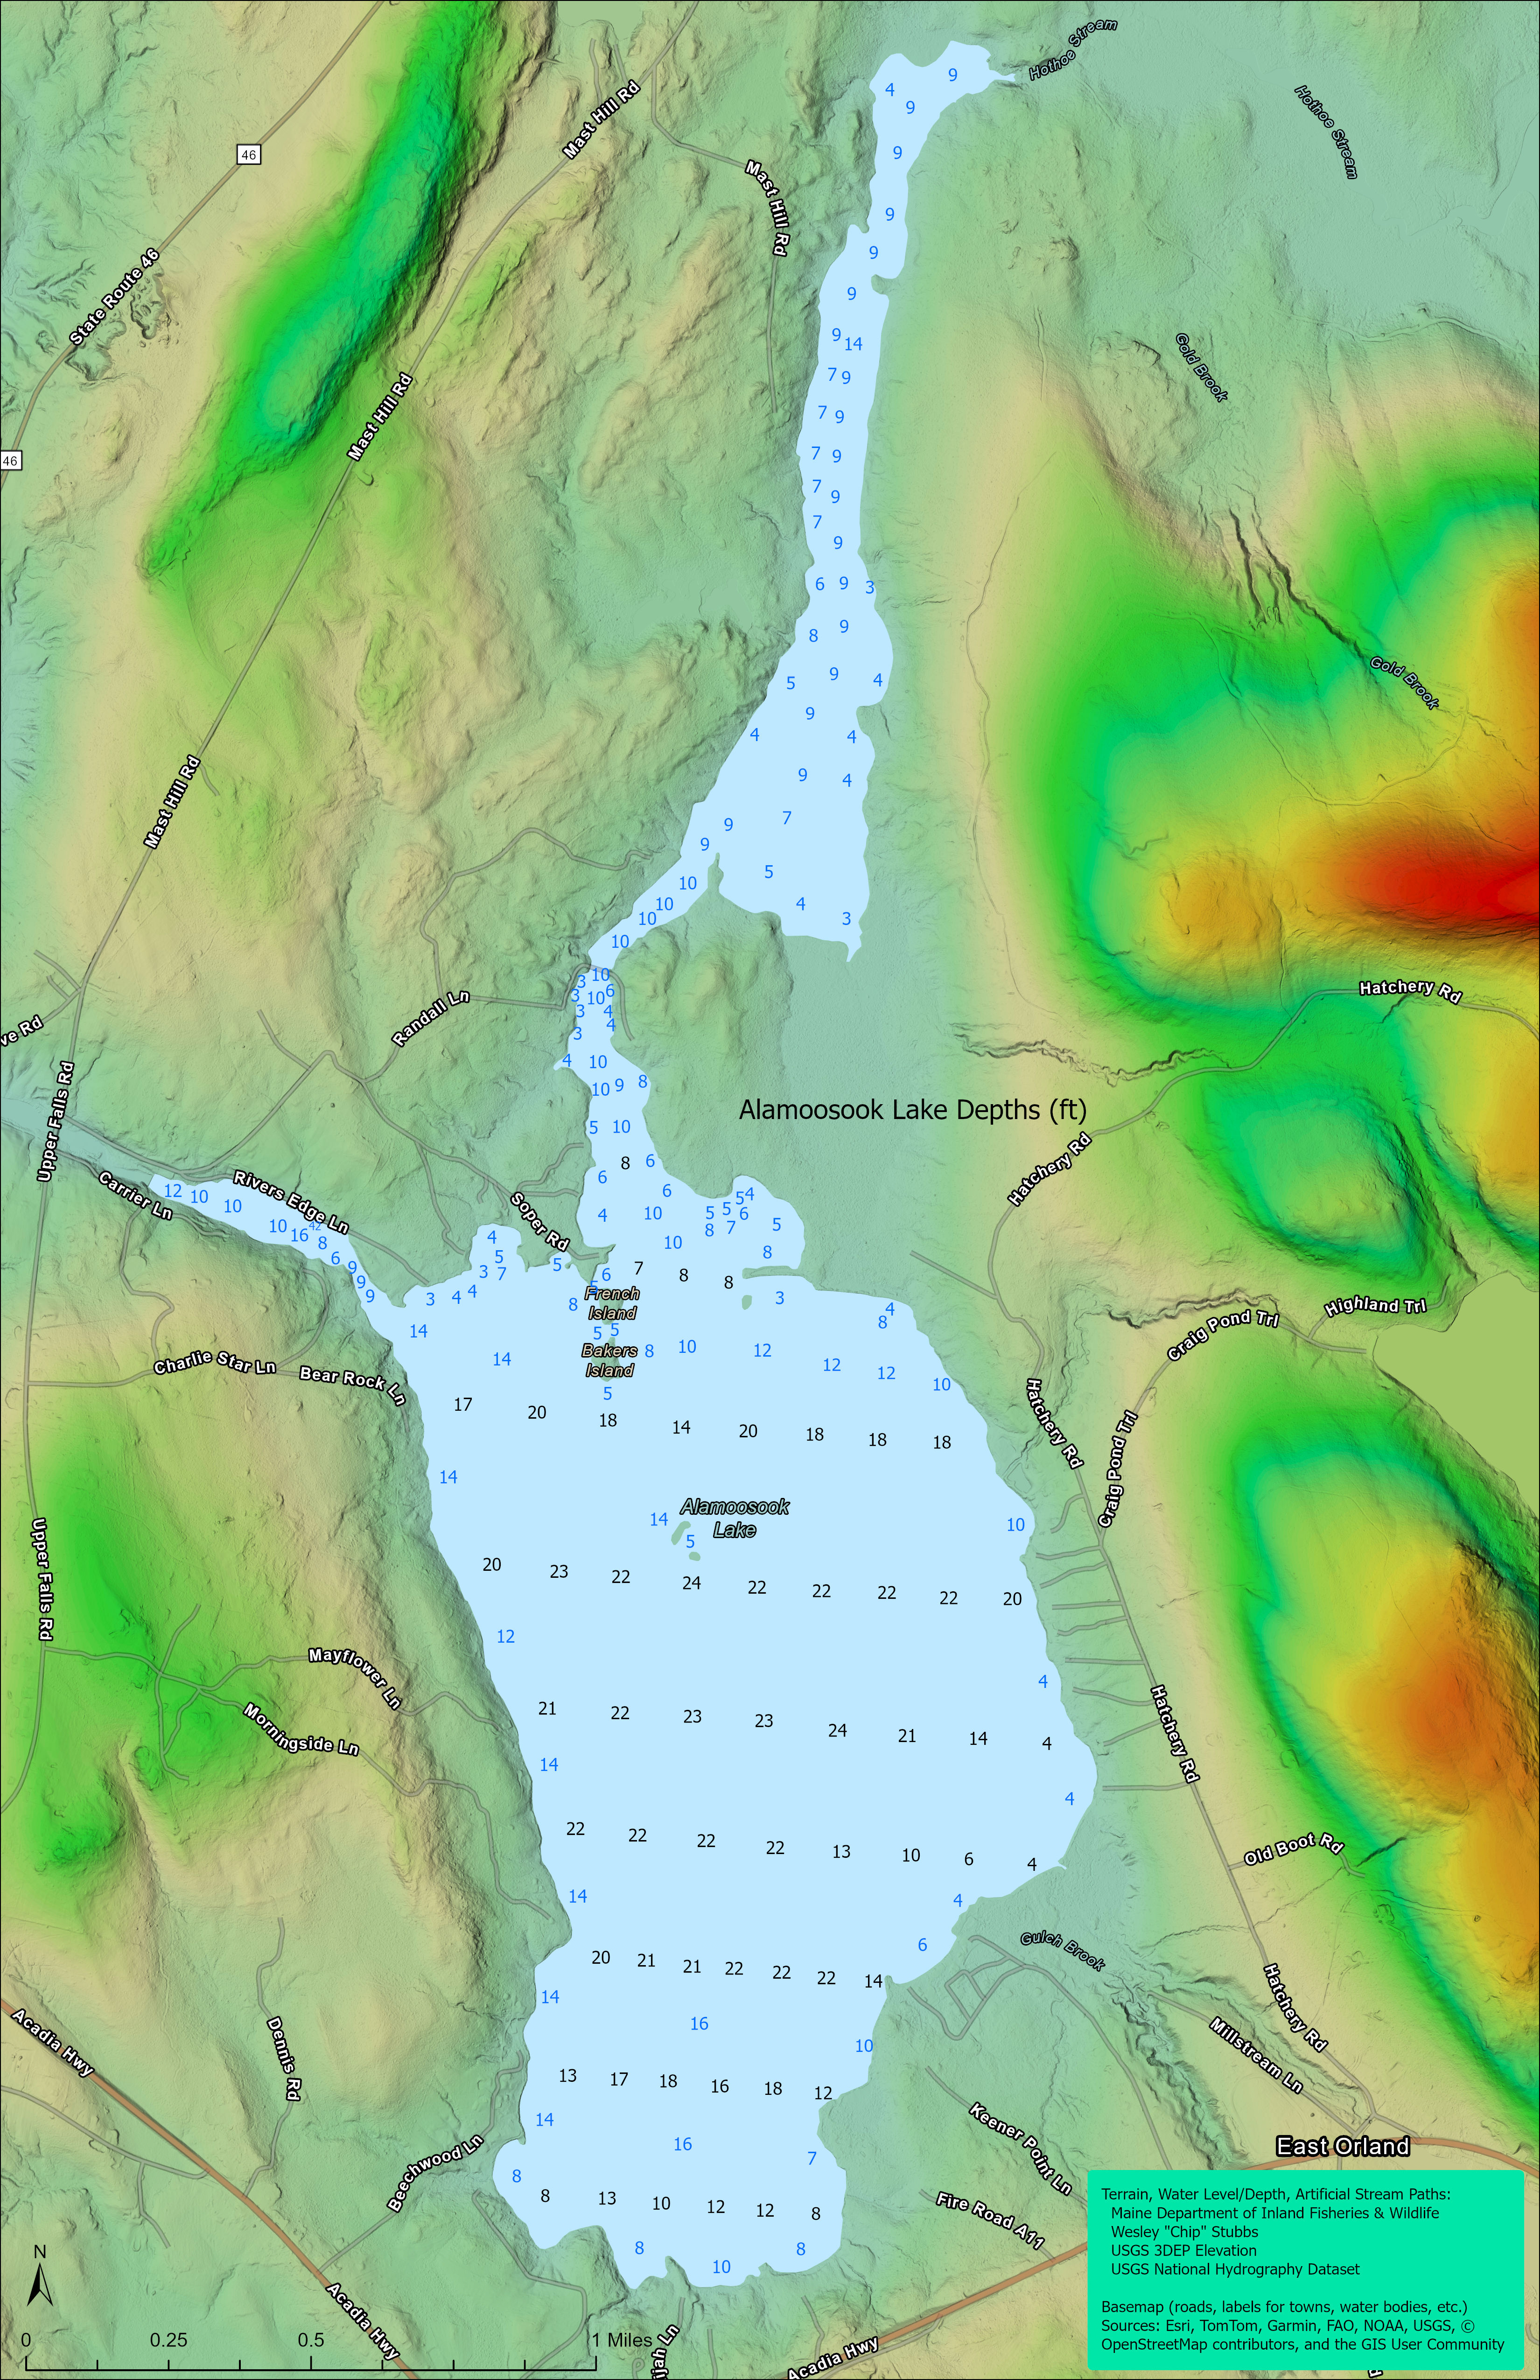 Hothoe Stream
9
4
9
Hothoe Stream
Mast Hill Rd
46
9
Mast Hill Rd
9
9
State Route 46
9
9
14
Gold Brook
7 9
Mast Hill Rd
7 9
7 9
46
7
9
7
9
6 9 3
8 9
Gold Brook
5 9 4
9
4 4
9 4
Mast Hill Rd
7
9
9
5
10
4
10
10 3
10
3 10
6
3 10
Hatchery Rd
Randall Ln
3 4
4
3
ve Rd
4 10
10 9 8
Alamoosook Lake Depths (ft)
Upper Falls Rd
5 10
8 6
Hatchery Rd
6
Carrier Ln
Rivers Edge Ln
12 10
10
10 16 42
8
6
9
9
9
6
5 4
5
5 6
4 10
8 7 5
Soper Rd
4
10
8
5
5
3 7
7
6
8 8
5
French
Island
3 4 4
8
3
4
8
Highland Trl
Craig Pond Trl
14
5 5
Bakers
Island
8 10 12
14
12
12
10
Charlie Star Ln
Bear Rock Ln
5
17 20 18 14 20 18 18 18
Hatchery Rd
Craig Pond Trl
14
Alamoosook
Lake
14
5
10
Upper Falls Rd
20 23 22 24 22 22 22 22 20
12
Mayflower Ln
4
21 22 23 23 24 21 14 4
Morningside Ln
Hatchery Rd
14
4
22 22 22 22 13 10 6 4
Old Boot Rd
14
4
6
Gulch Brook
20 21 21 22 22 22 14
14
16
Hatchery Rd
Acadia Hwy
Dennis Rd
10
Millstream Ln
13 17 18 16 18 12
14
Keener Point Ln
East Orland
16
7
Beechwood Ln
8
8 13 10 12 12 8
Fire Road A11
8 8
10
Terrain, Water Level/Depth, Artificial Stream Paths:
Maine Department of Inland Fisheries & Wildlife
Wesley "Chip" Stubbs
USGS 3DEP Elevation
USGS National Hydrography Dataset
Basemap (roads, labels for towns, water bodies, etc.)
Sources: Esri, TomTom, Garmin, FAO, NOAA, USGS, ©
OpenStreetMap contributors, and the GIS User Community
N
Acadia Hwy
0 0.25 0.5 1 Miles
ijah Ln
Acadia Hwy